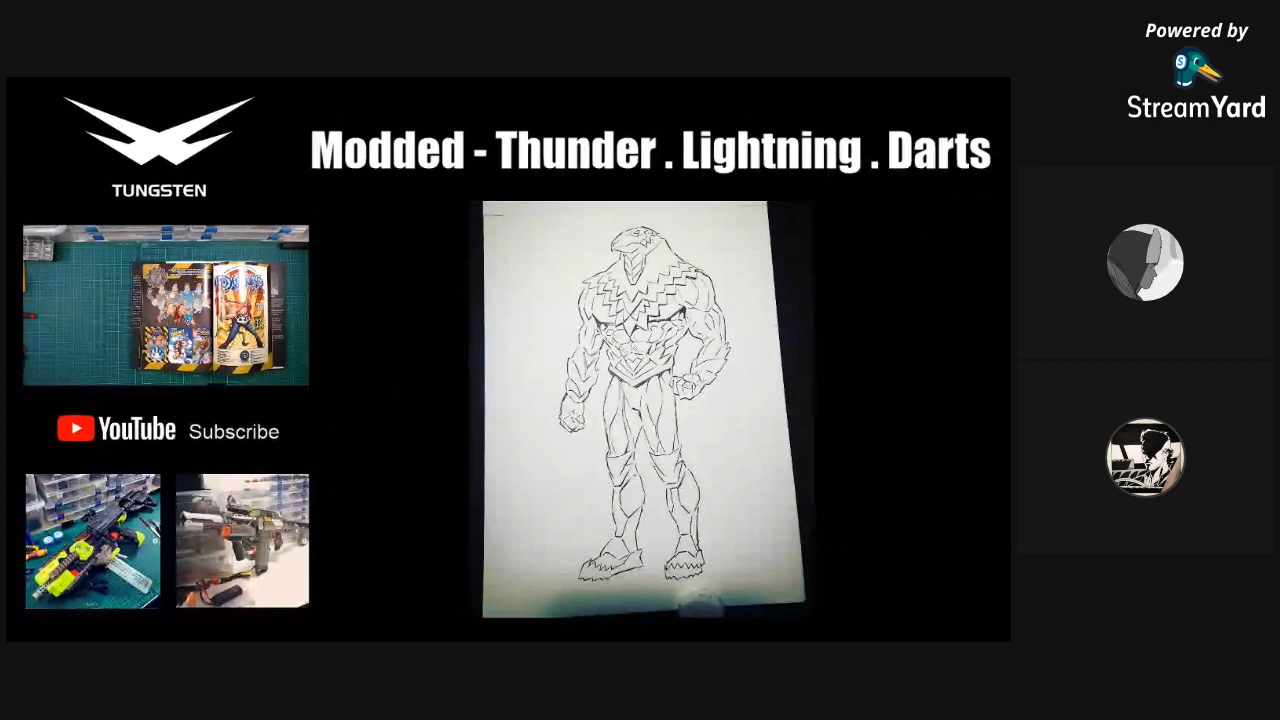 Powered by
StreamYard
TUNGSTEN
Modded - Thunder . Lightning . Darts
YouTube Subscribe